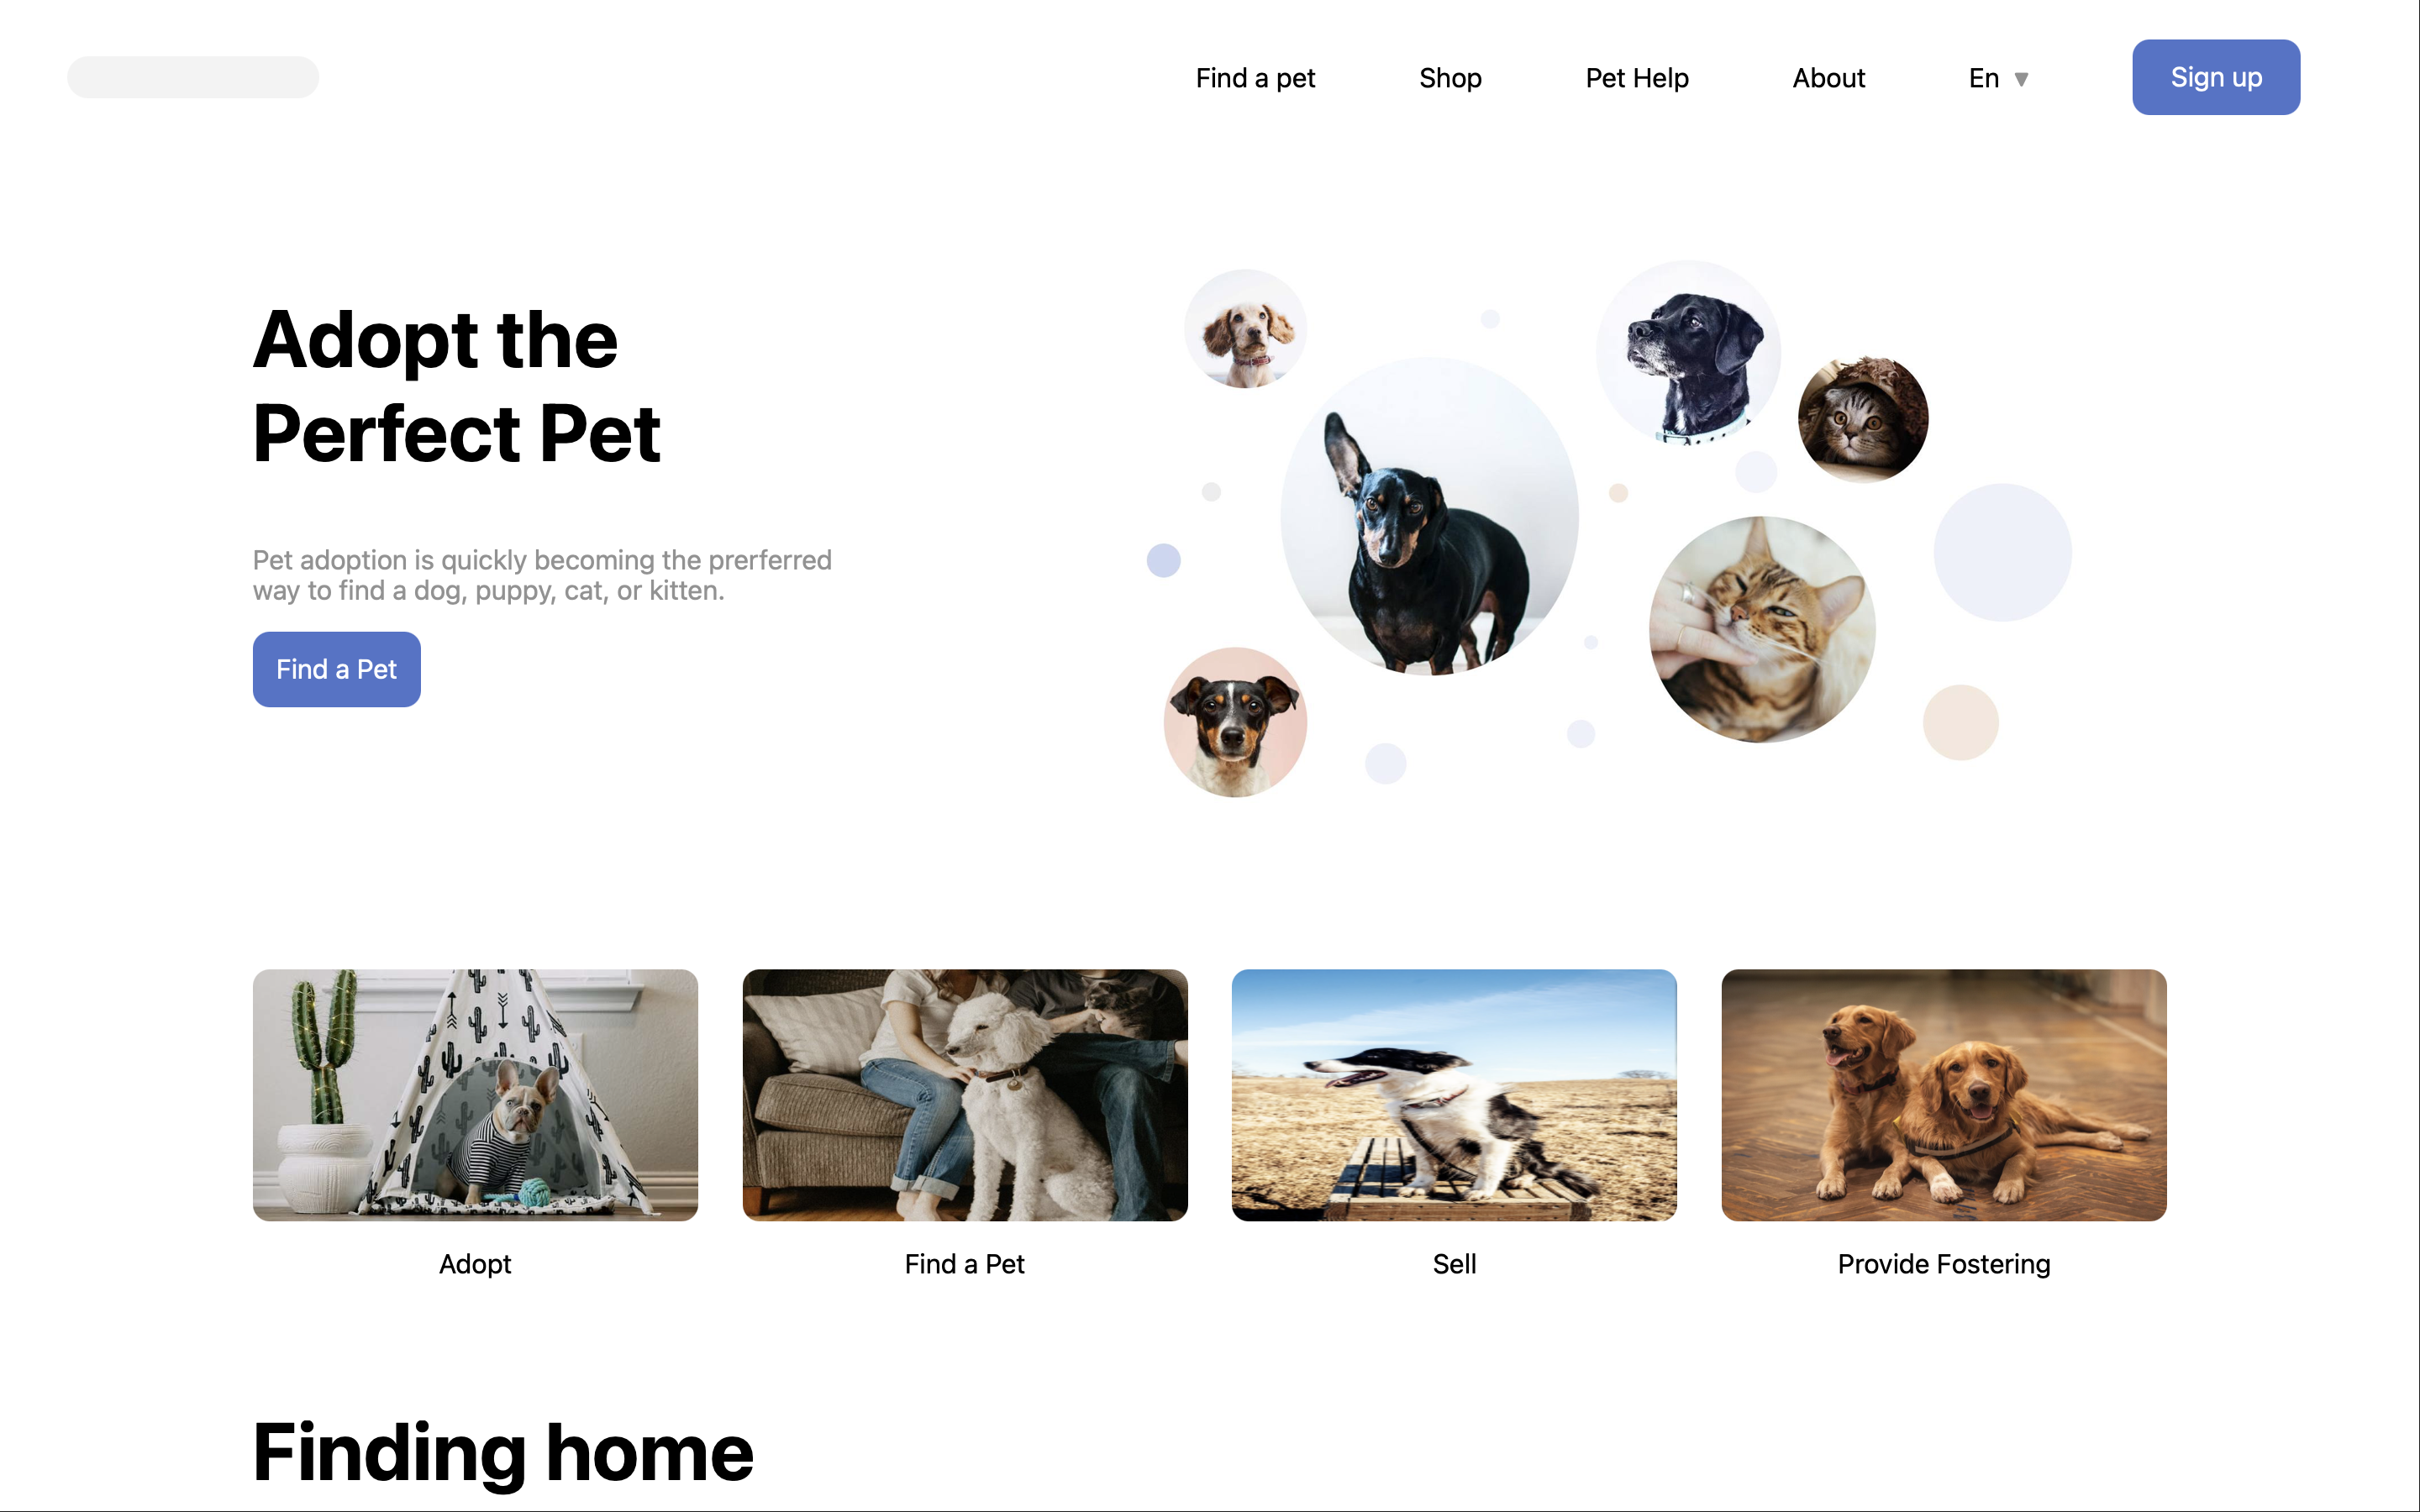 Find a pet
Shop
Pet Help
About
En
Sign up
Adopt the
Perfect Pet
Pet adoption is quickly becoming the prerferred
way to find a dog, puppy, cat, or kitten.
Find a Pet
Adopt
Find a Pet
Sell
Provide Fostering
Finding home